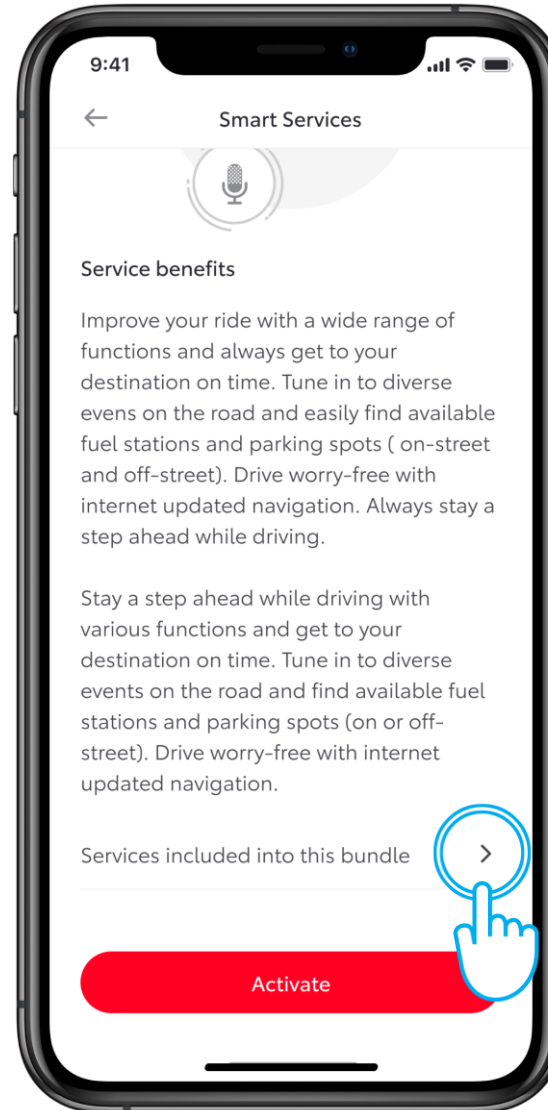 9:41
Smart Services
Service benefits
Improve your ride with a wide range of
functions and always get to your
destination on time. Tune in to diverse
evens on the road and easily find available
fuel stations and parking spots ( on-street
and off-street). Drive worry-free with
internet updated navigation. Always stay a
step ahead while driving.
Stay a step ahead while driving with
various functions and get to your
destination on time. Tune in to diverse
events on the road and find available fuel
stations and parking spots (on or off-
street). Drive worry-free with internet
updated navigation.
Services included into this bundle
Activate